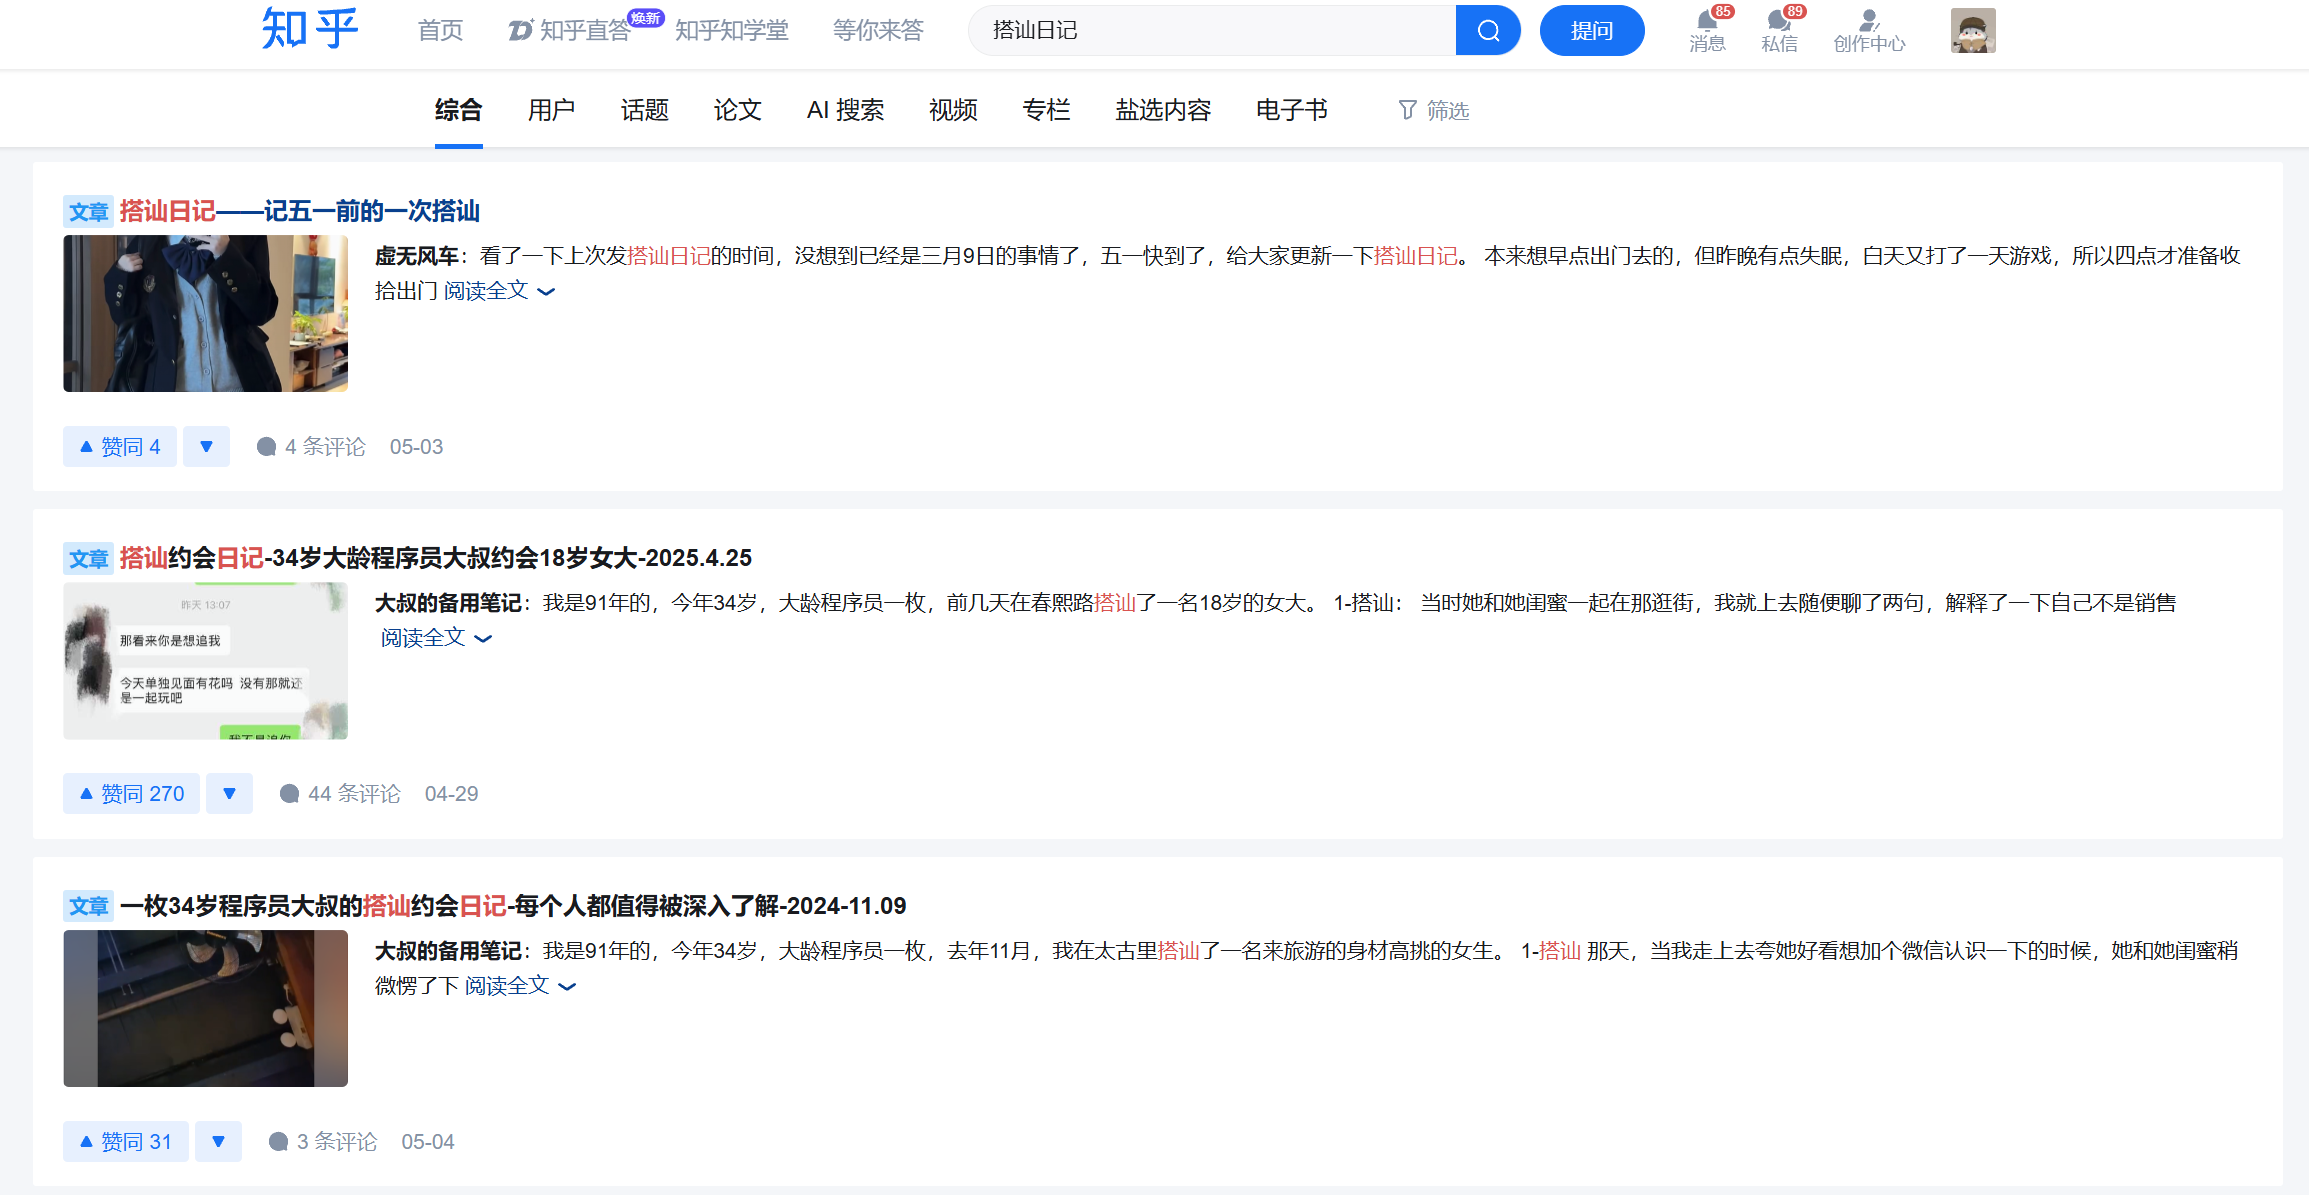 知乎
首页 知乎直答 焕新 知乎知学堂 等你来答 搭讪日记 提问 85 消息 89 私信 创作中心
综合 用户 话题 论文 AI 搜索 视频 专栏 盐选内容 电子书 筛选
文章 搭讪日记——记五一前的一次搭讪
虚无风车：看了一下上次发搭讪日记的时间，没想到已经是三月9日的事情了，五一快到了，给大家更新一下搭讪日记。 本来想早点出门去的，但昨晚有点失眠，白天又打了一天游戏，所以四点才准备收
拾出门 阅读全文
赞同 4 4 条评论 05-03
文章 搭讪约会日记-34岁大龄程序员大叔约会18岁女大-2025.4.25
大叔的备用笔记：我是91年的，今年34岁，大龄程序员一枚，前几天在春熙路搭讪了一名18岁的女大。 1-搭讪： 当时她和她闺蜜一起在那逛街，我就上去随便聊了两句，解释了一下自己不是销售
阅读全文
昨天 13:07
那看来你是想追我
今天单独见面有花吗 没有那就还
是一起玩吧
我不是追你
赞同 270 44 条评论 04-29
文章 一枚34岁程序员大叔的搭讪约会日记-每个人都值得被深入了解-2024-11.09
大叔的备用笔记：我是91年的，今年34岁，大龄程序员一枚，去年11月，我在太古里搭讪了一名来旅游的身材高挑的女生。 1-搭讪 那天，当我走上去夸她好看想加个微信认识一下的时候，她和她闺蜜稍
微愣了下 阅读全文
赞同 31 3 条评论 05-04